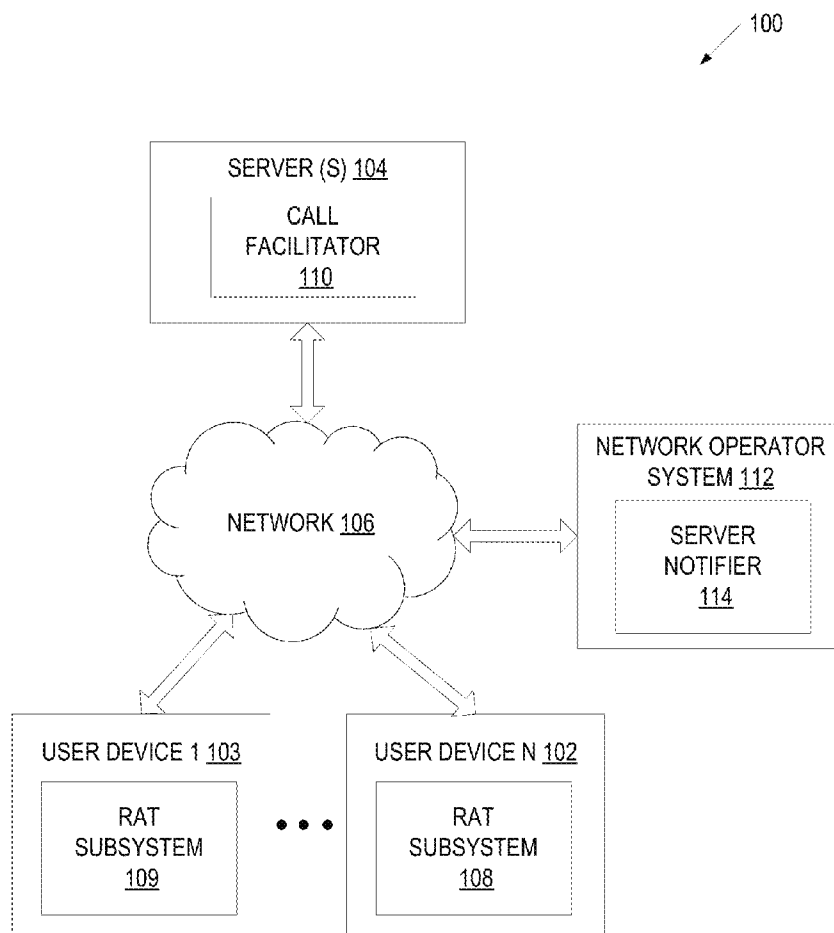 100
SERVER (S) 104
CALL
FACILITATOR
110
NETWORK OPERATOR
SYSTEM 112
NETWORK 106
SERVER
NOTIFIER
114
USER DEVICE 1 103
RAT
SUBSYSTEM
109
USER DEVICE N 102
RAT
SUBSYSTEM
108